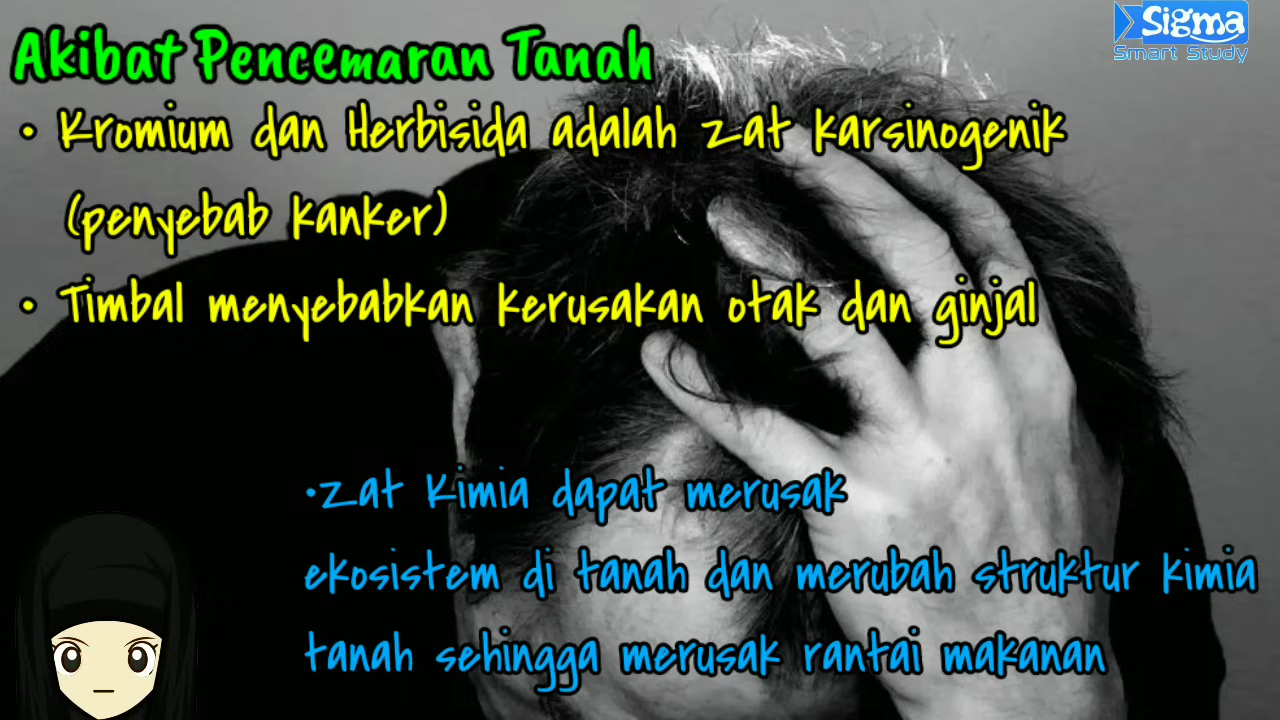 Sigma
Smart Study
Akibat Pencemaran Tanah
• Kromium dan Herbisida adalah zat karsinogenik
(penyebab kanker)
• Timbal menyebabkan kerusakan otak dan ginjal
•Zat Kimia dapat merusak
ekosistem di tanah dan merubah struktur kimia
tanah sehingga merusak rantai makanan